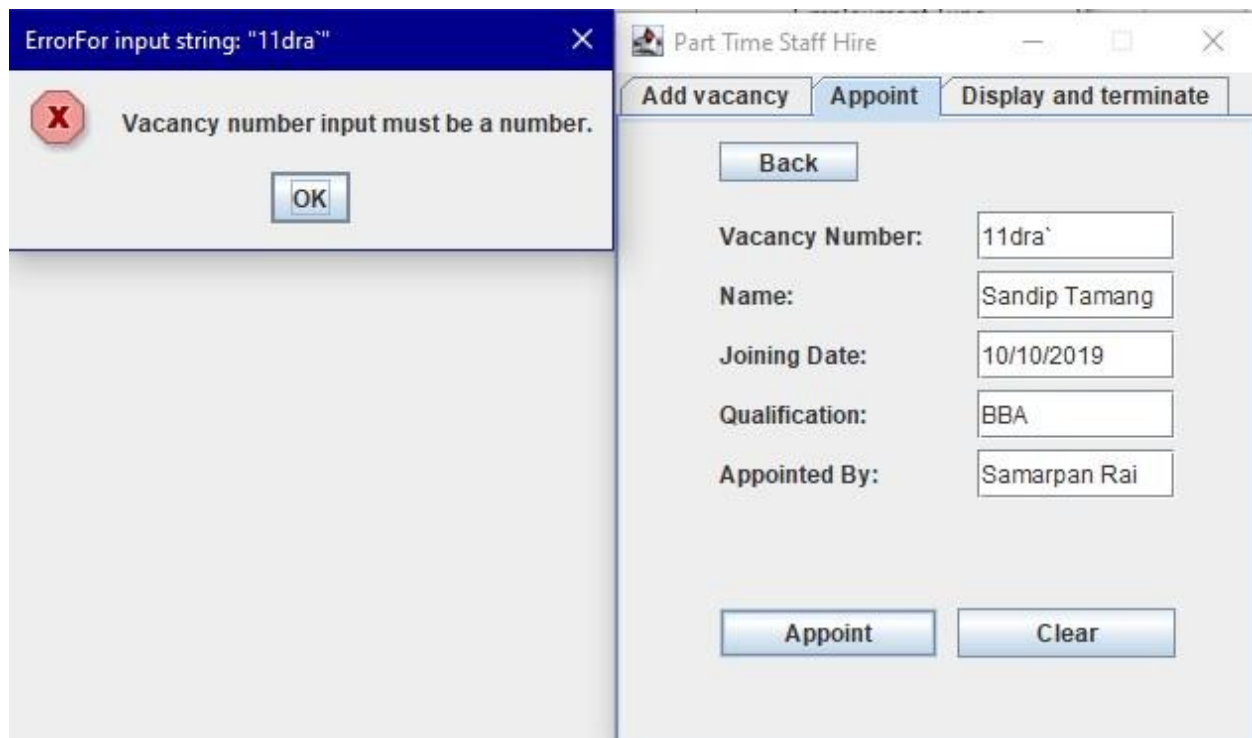 ErrorFor input string: "11dra`"
Vacancy number input must be a number.
OK
Part Time Staff Hire
Add vacancy
Appoint
Display and terminate
Back
Vacancy Number: 11dra`
Name: Sandip Tamang
Joining Date: 10/10/2019
Qualification: BBA
Appointed By: Samarpan Rai
Appoint
Clear